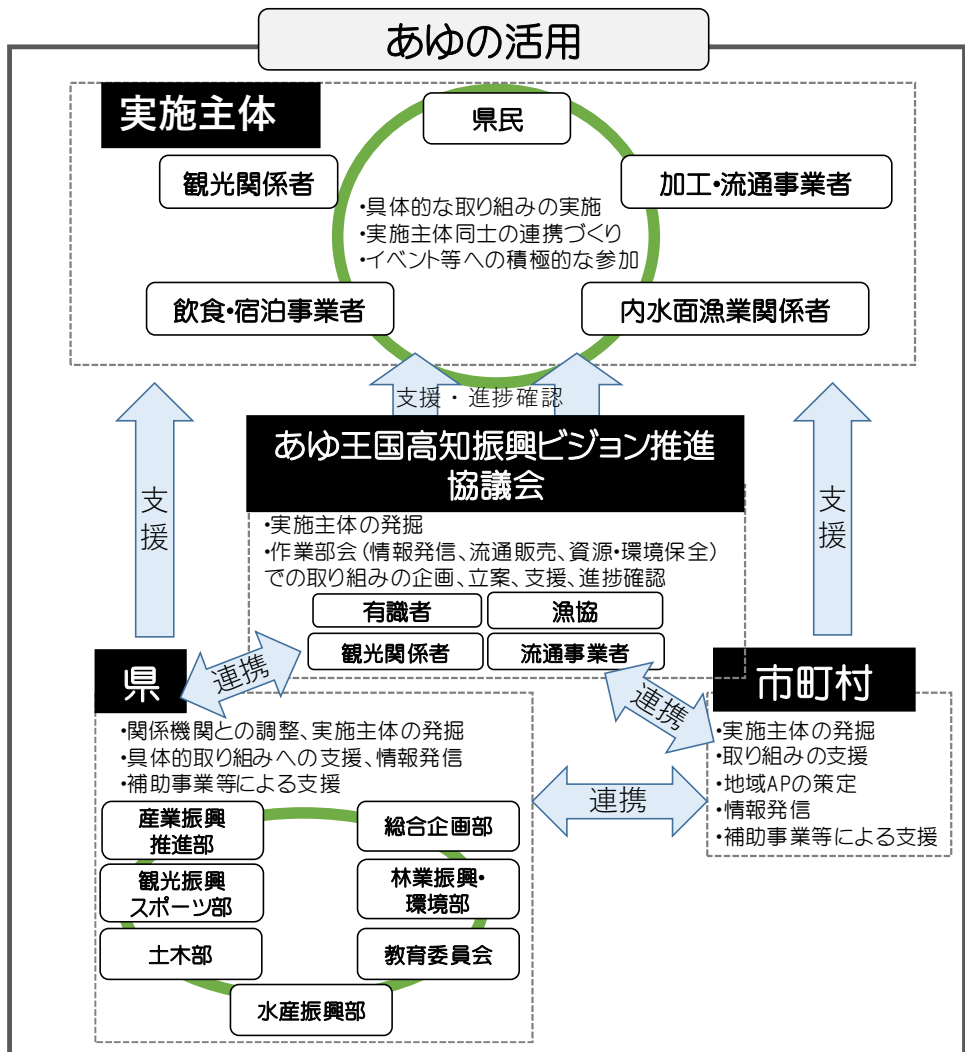 あゆの活用
実施主体
県民
観光関係者
加工・流通事業者
・具体的な取り組みの実施
・実施主体同士の連携づくり
・イベント等への積極的な参加
飲食・宿泊事業者
内水面漁業関係者
支援・進捗確認
あゆ王国高知振興ビジョン推進
協議会
・実施主体の発掘
・作業部会（情報発信、流通販売、資源・環境保全）
での取り組みの企画、立案、支援、進捗確認
有識者
漁協
観光関係者
流通事業者
支援
支援
連携
連携
連携
県
・関係機関との調整、実施主体の発掘
・具体的取り組みへの支援、情報発信
・補助事業等による支援
産業振興
推進部
総合企画部
観光振興
スポーツ部
林業振興・
環境部
土木部
教育委員会
水産振興部
市町村
・実施主体の発掘
・取り組みの支援
・地域APの策定
・情報発信
・補助事業等による支援